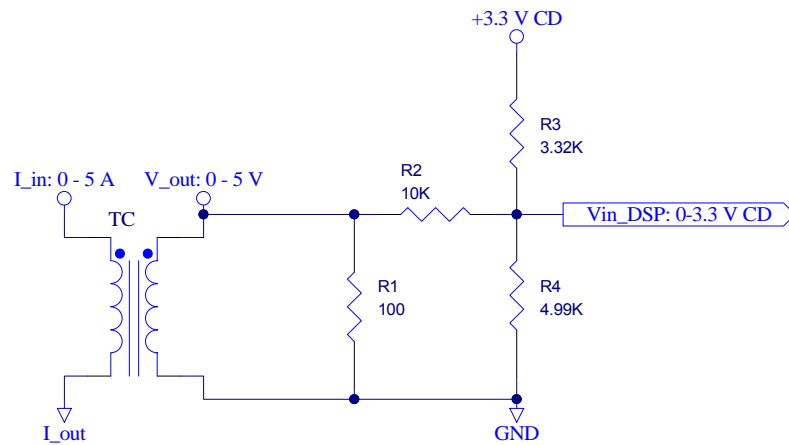 +3.3 V CD
R3
3.32K
R2
10K
I_in: 0 - 5 A
V_out: 0 - 5 V
TC
Vin_DSP: 0-3.3 V CD
R1
100
R4
4.99K
I_out
GND